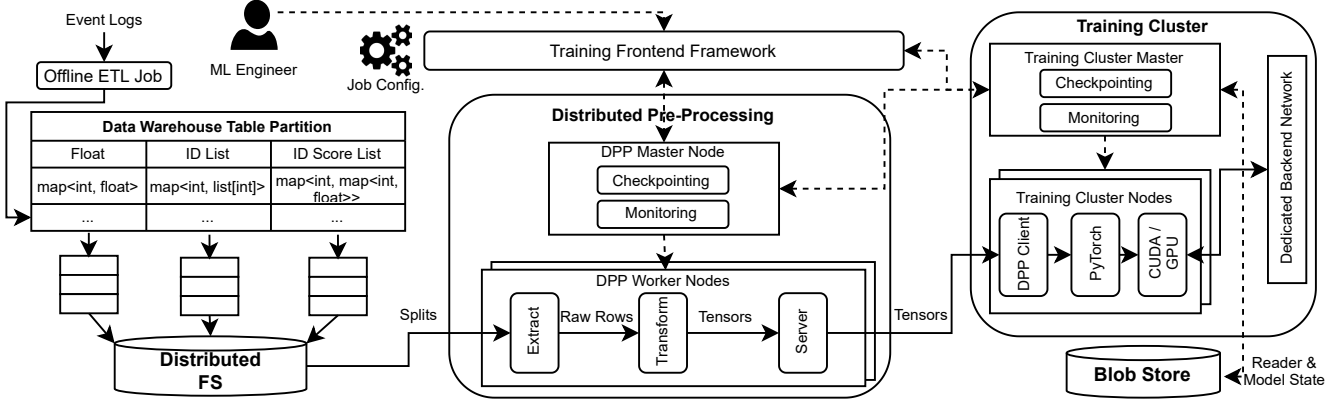 Event Logs
Offline ETL Job
ML Engineer
Job Config.
Training Frontend Framework
Data Warehouse Table Partition
Float
ID List
ID Score List
map<int, float>
map<int, list[int]>
map<int, map<int,
float>>
...
...
...
Distributed
FS
Splits
Distributed Pre-Processing
DPP Master Node
Checkpointing
Monitoring
DPP Worker Nodes
Extract
Raw Rows
Transform
Tensors
Server
Tensors
Training Cluster
Training Cluster Master
Checkpointing
Monitoring
Training Cluster Nodes
DPP Client
PyTorch
CUDA /
GPU
Dedicated Backend Network
Blob Store
Reader &
Model State